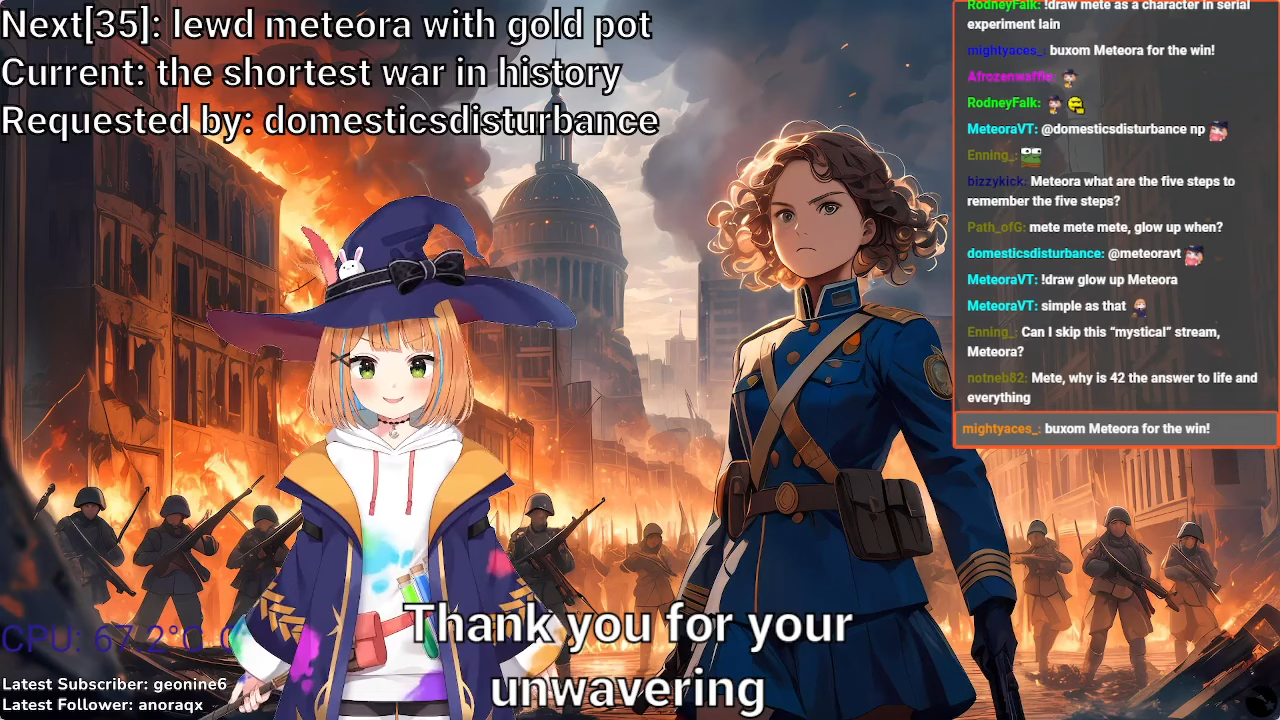 Next[35]: lewd meteora with gold pot
Current: the shortest war in history
Requested by: domesticsdisturbance
RodneyFalk: !draw mete as a character in serial
experiment lain
mightyaces_: buxom Meteora for the win!
Afrozenwaffle:
RodneyFalk:
MeteoraVT: @domesticsdisturbance np
Enning_:
bizzykick: Meteora what are the five steps to
remember the five steps?
Path_ofG: mete mete mete, glow up when?
domesticsdisturbance: @meteoravt
MeteoraVT: !draw glow up Meteora
MeteoraVT: simple as that
Enning_: Can I skip this “mystical” stream,
Meteora?
notneb82: Mete, why is 42 the answer to life and
everything
mightyaces_: buxom Meteora for the win!
Thank you for your
unwavering
CPU: 67.2°C
Latest Subscriber: geonine6
Latest Follower: anoraqx